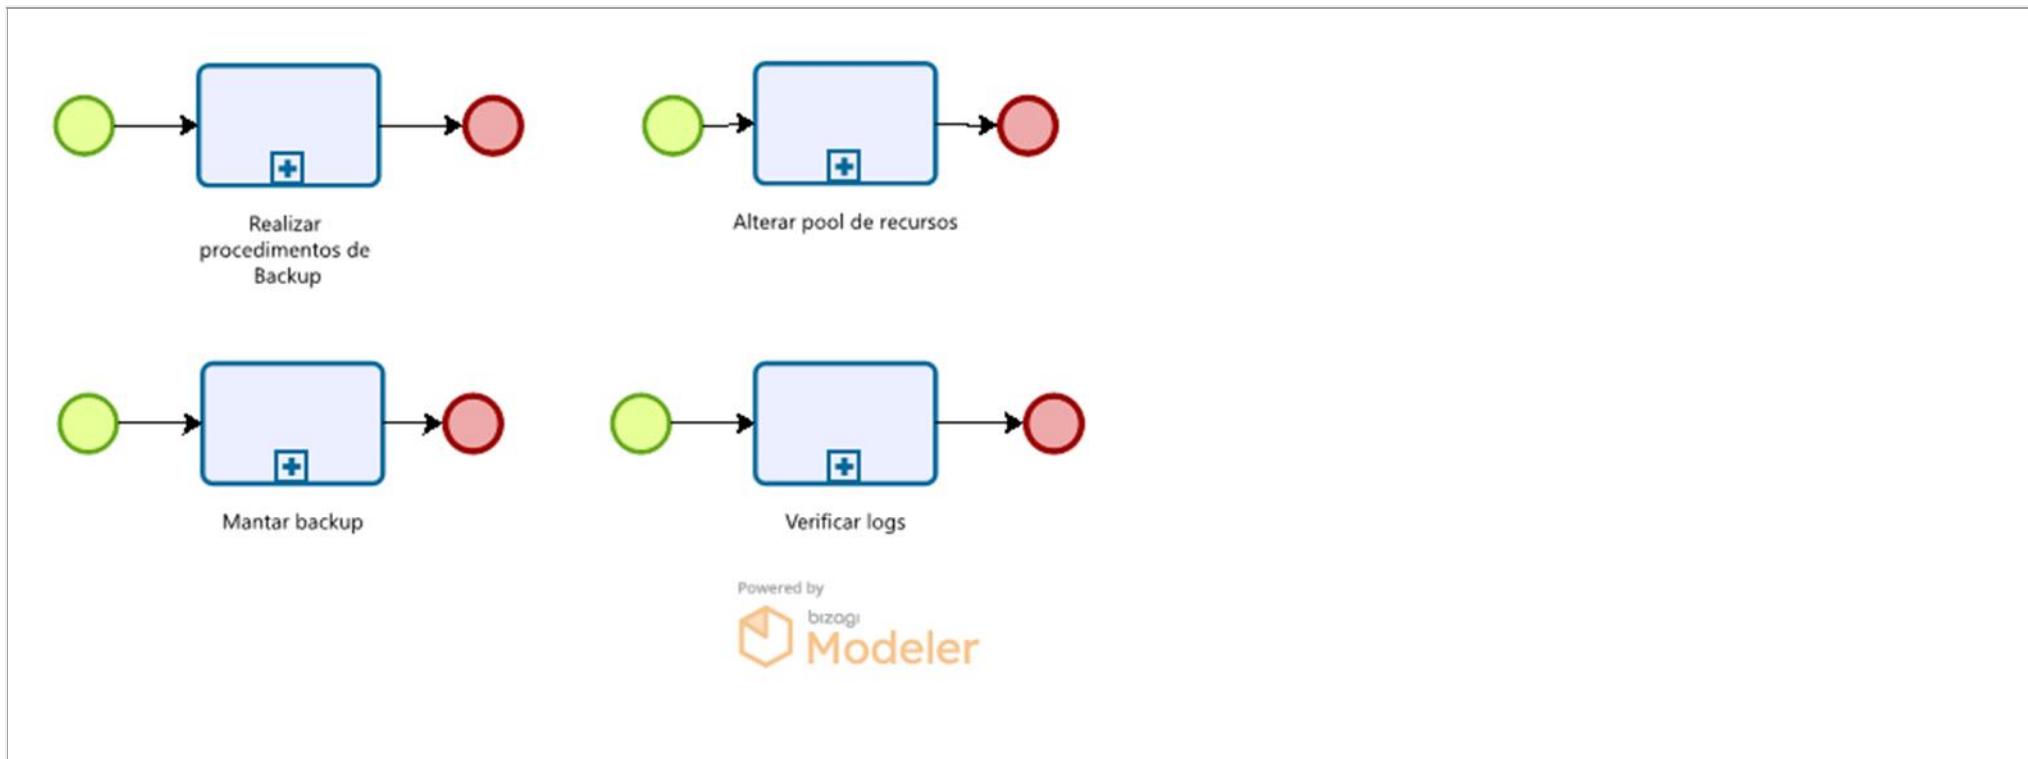 Realizar
procedimentos de
Backup
Alterar pool de recursos
Mantar backup
Verificar logs
Powered by
bizagi
Modeler